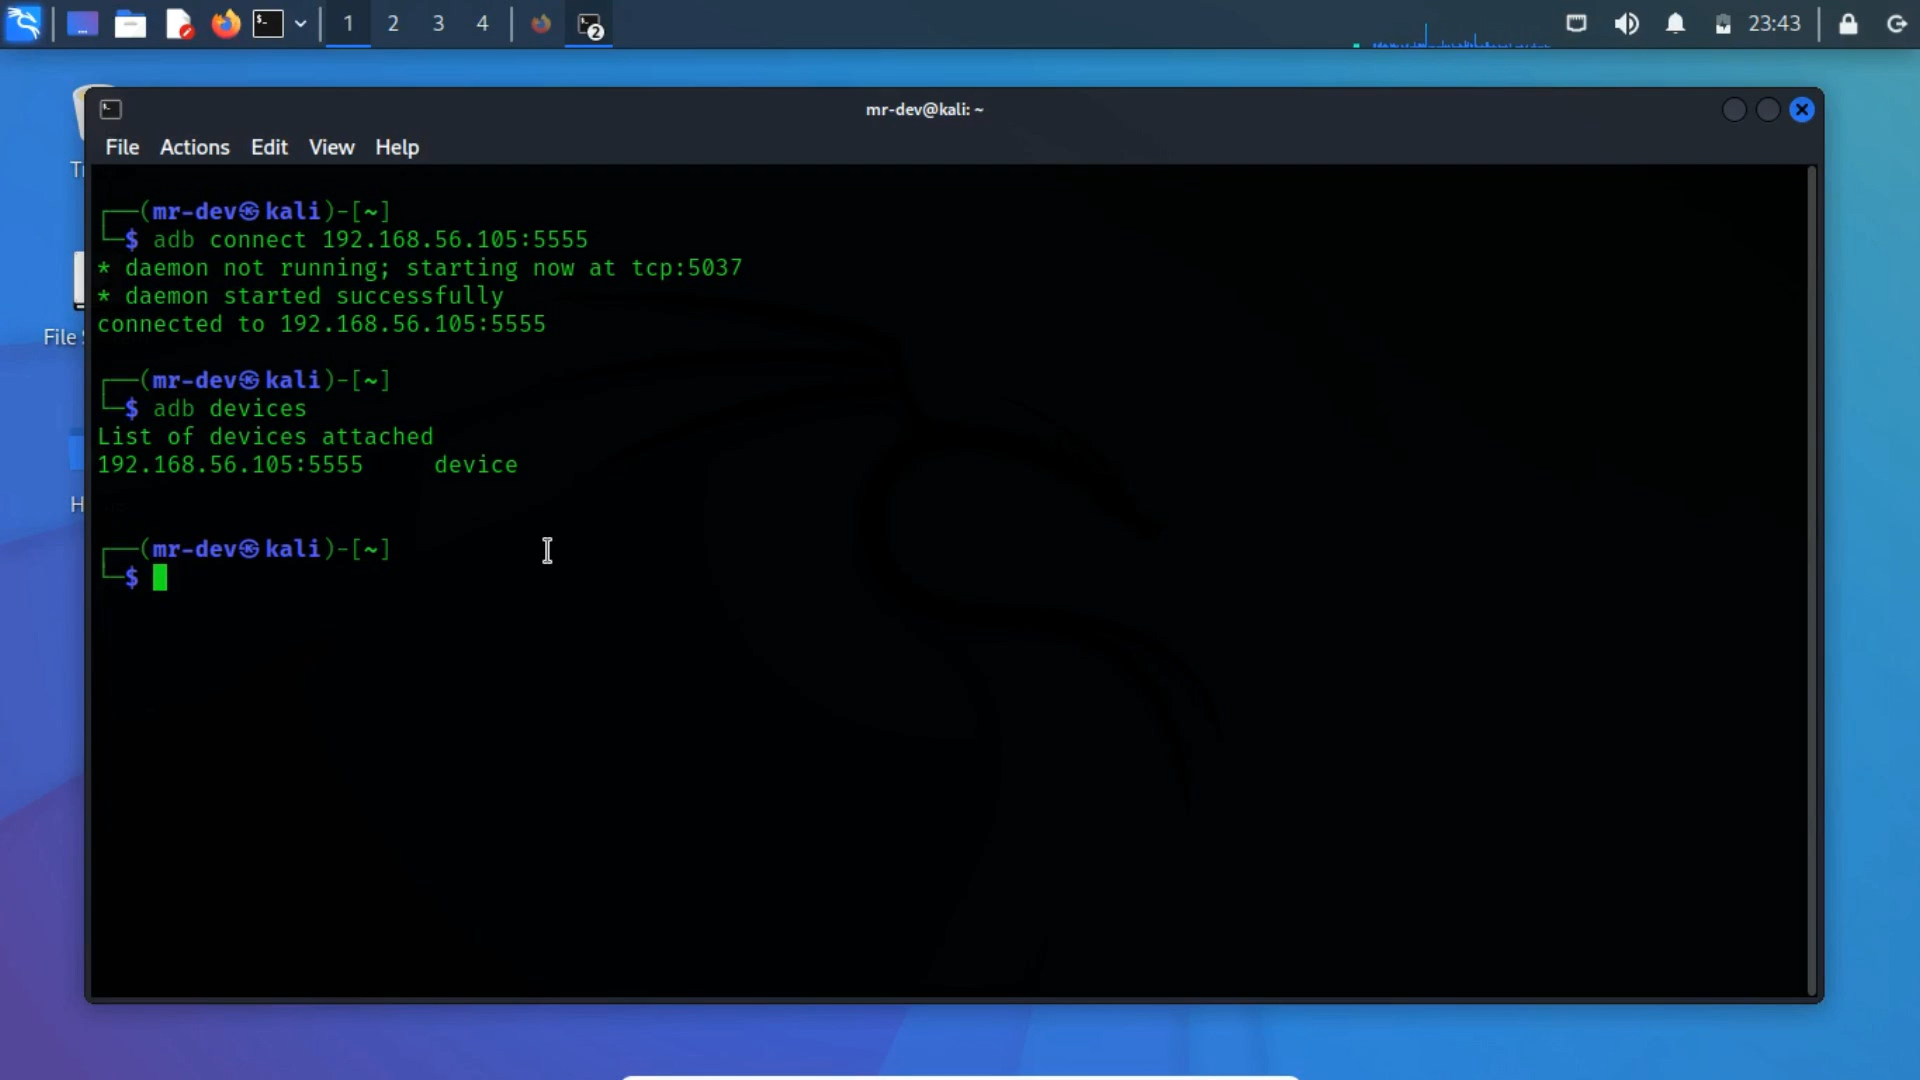 1 2 3 4
2
23:43
mr-dev@kali: ~
File Actions Edit View Help
┌──(mr-dev㉿kali)-[~]
└─$ adb connect 192.168.56.105:5555
* daemon not running; starting now at tcp:5037
* daemon started successfully
connected to 192.168.56.105:5555
┌──(mr-dev㉿kali)-[~]
└─$ adb devices
List of devices attached
192.168.56.105:5555 device
┌──(mr-dev㉿kali)-[~]
└─$
File